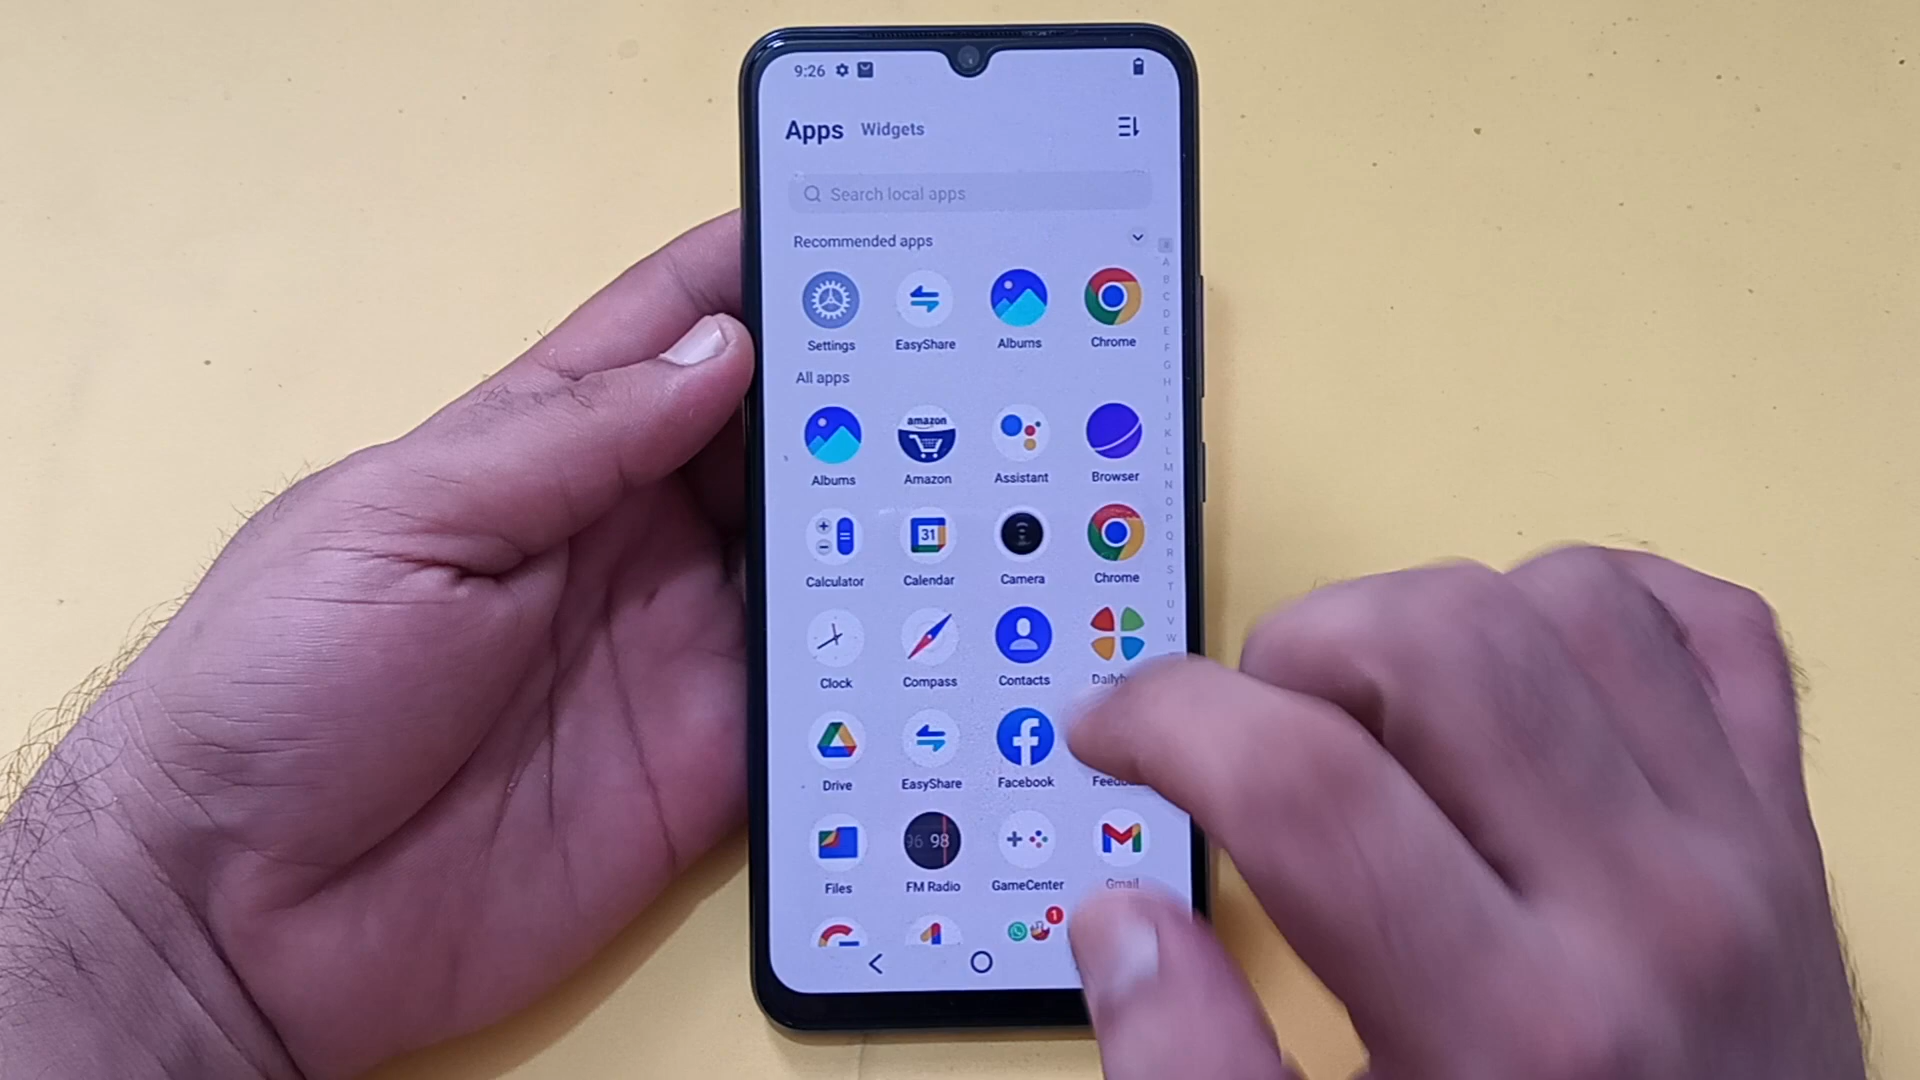 9:26
Apps Widgets
Search local apps
Recommended apps
Settings EasyShare Albums Chrome
All apps
amazon
Albums Amazon Assistant Browser
31
Calculator Calendar Camera Chrome
Clock Compass Contacts
Drive EasyShare Facebook
96 98
Files FM Radio GameCenter Gmail
1
#
A
B
C
D
E
F
G
H
I
J
K
L
M
N
O
P
Q
R
S
T
U
V
W